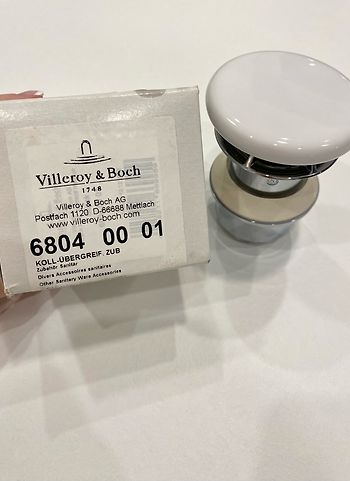 Villeroy & Boch
1748
Villeroy & Boch AG
Postfach 1120 D-66688 Mettlach
www.villeroy-boch.com
6804 00 01
KOLL-ÜBERGREIF. ZUB
Zubehör Sanitär
Divers Accessoires sanitaires
Other Sanitary Ware Accessories